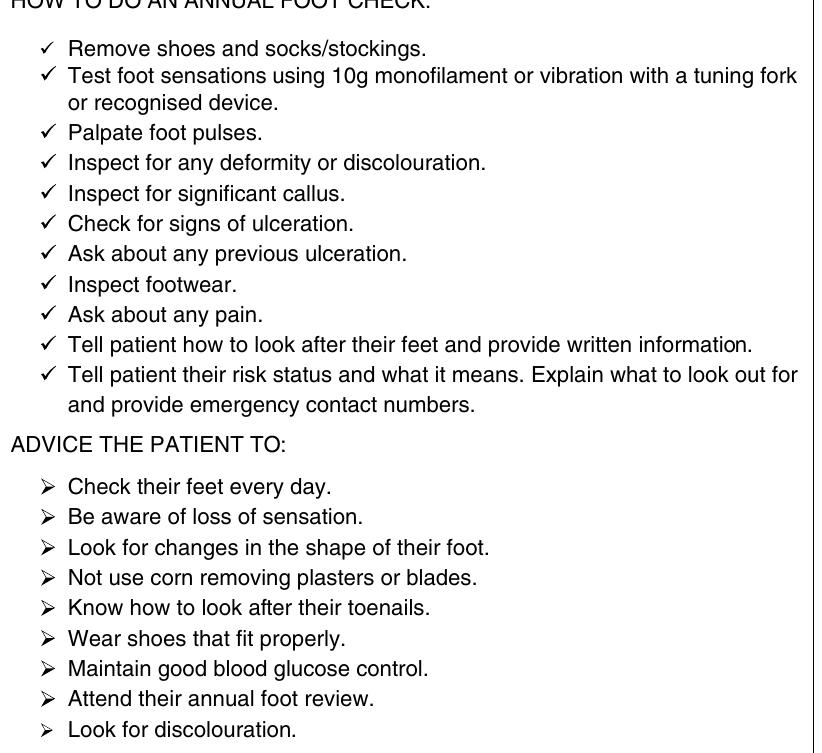 HOW TO DO AN ANNUAL FOOT CHECK:
✓ Remove shoes and socks/stockings.
✓ Test foot sensations using 10g monofilament or vibration with a tuning fork
or recognised device.
✓ Palpate foot pulses.
✓ Inspect for any deformity or discolouration.
✓ Inspect for significant callus.
✓ Check for signs of ulceration.
✓ Ask about any previous ulceration.
✓ Inspect footwear.
✓ Ask about any pain.
✓ Tell patient how to look after their feet and provide written information.
✓ Tell patient their risk status and what it means. Explain what to look out for
and provide emergency contact numbers.
ADVICE THE PATIENT TO:
➢ Check their feet every day.
➢ Be aware of loss of sensation.
➢ Look for changes in the shape of their foot.
➢ Not use corn removing plasters or blades.
➢ Know how to look after their toenails.
➢ Wear shoes that fit properly.
➢ Maintain good blood glucose control.
➢ Attend their annual foot review.
➢ Look for discolouration.